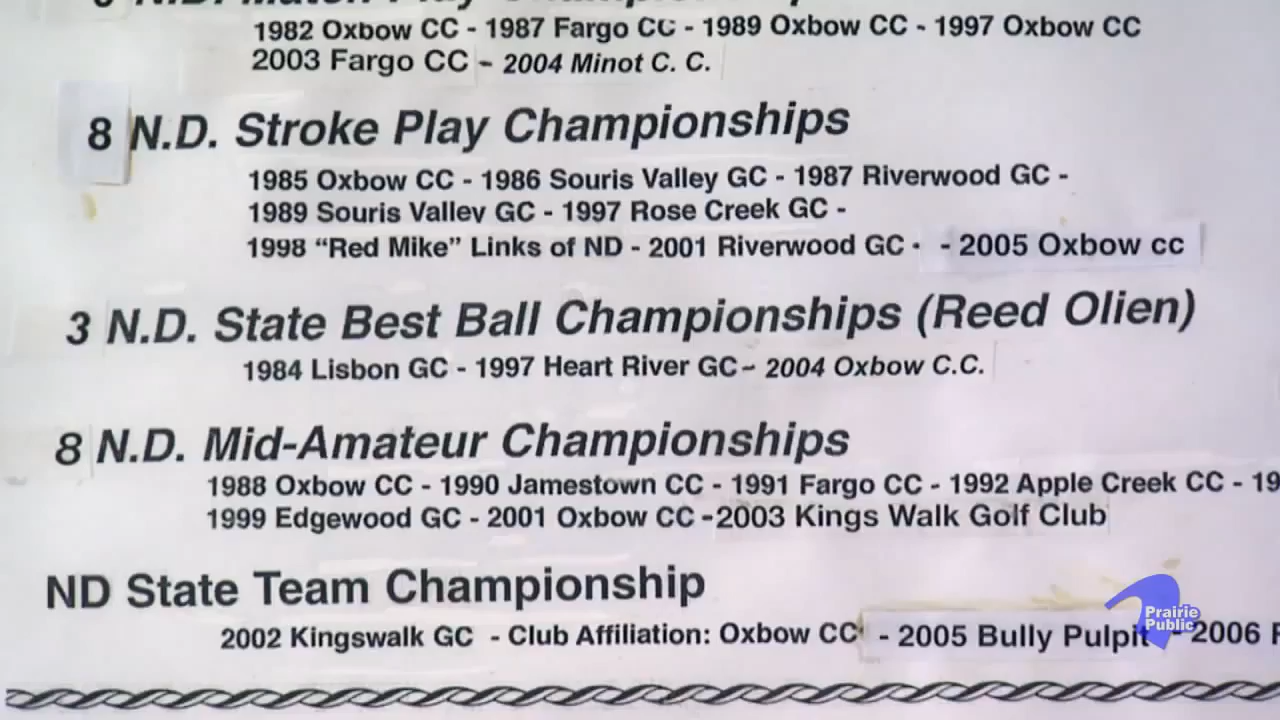 N.D. Match Play Championships
1982 Oxbow CC - 1987 Fargo CC - 1989 Oxbow CC - 1997 Oxbow CC
2003 Fargo CC - 2004 Minot C. C.
8 N.D. Stroke Play Championships
1985 Oxbow CC - 1986 Souris Valley GC - 1987 Riverwood GC -
1989 Souris Valley GC - 1997 Rose Creek GC -
1998 “Red Mike” Links of ND - 2001 Riverwood GC - - 2005 Oxbow cc
3 N.D. State Best Ball Championships (Reed Olien)
1984 Lisbon GC - 1997 Heart River GC - 2004 Oxbow C.C.
8 N.D. Mid-Amateur Championships
1988 Oxbow CC - 1990 Jamestown CC - 1991 Fargo CC - 1992 Apple Creek CC - 19
1999 Edgewood GC - 2001 Oxbow CC -2003 Kings Walk Golf Club
ND State Team Championship
2002 Kingswalk GC - Club Affiliation: Oxbow CC - 2005 Bully Pulpit - 2006
Prairie
Public